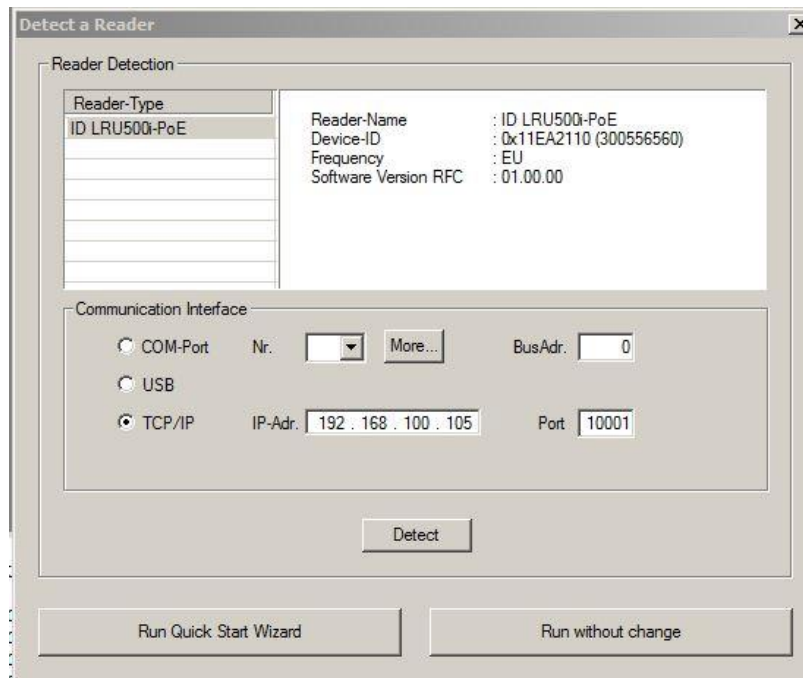 Detect a Reader
Reader Detection
Reader-Type
ID LRU500i-PoE
Reader-Name : ID LRU500i-PoE
Device-ID : 0x11EA2110 (300556560)
Frequency : EU
Software Version RFC : 01.00.00
Communication Interface
COM-Port Nr. More... BusAdr. 0
USB
TCP/IP IP-Adr. 192 . 168 . 100 . 105 Port 10001
Detect
Run Quick Start Wizard Run without change